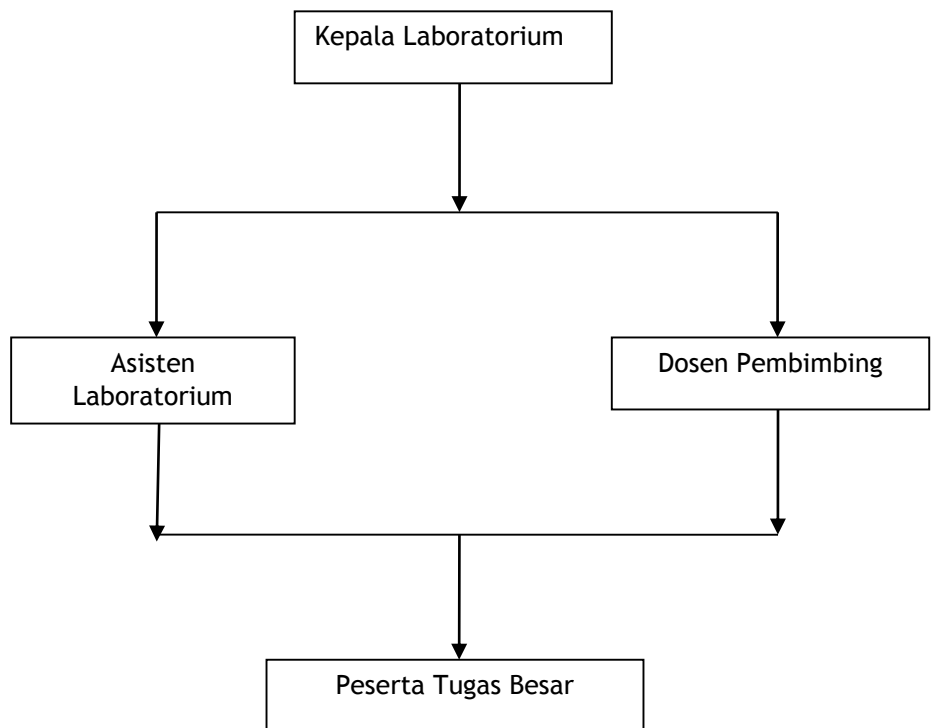 Kepala Laboratorium
Asisten
Laboratorium
Dosen Pembimbing
Peserta Tugas Besar